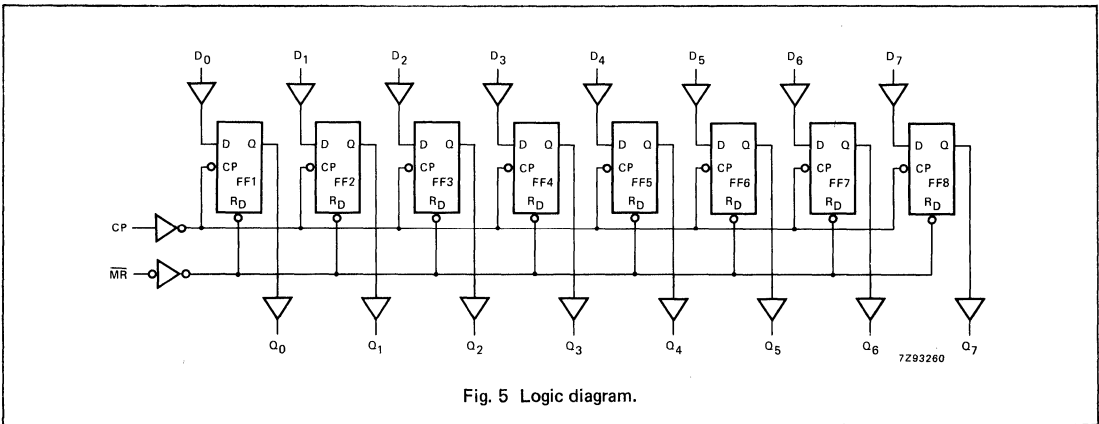 D0 D1 D2 D3 D4 D5 D6 D7
D Q D Q D Q D Q D Q D Q D Q D Q
CP CP CP CP CP CP CP CP
FF1 FF2 FF3 FF4 FF5 FF6 FF7 FF8
RD RD RD RD RD RD RD RD
CP
M̅R̅
Q0 Q1 Q2 Q3 Q4 Q5 Q6 Q7
7Z93260
Fig. 5 Logic diagram.